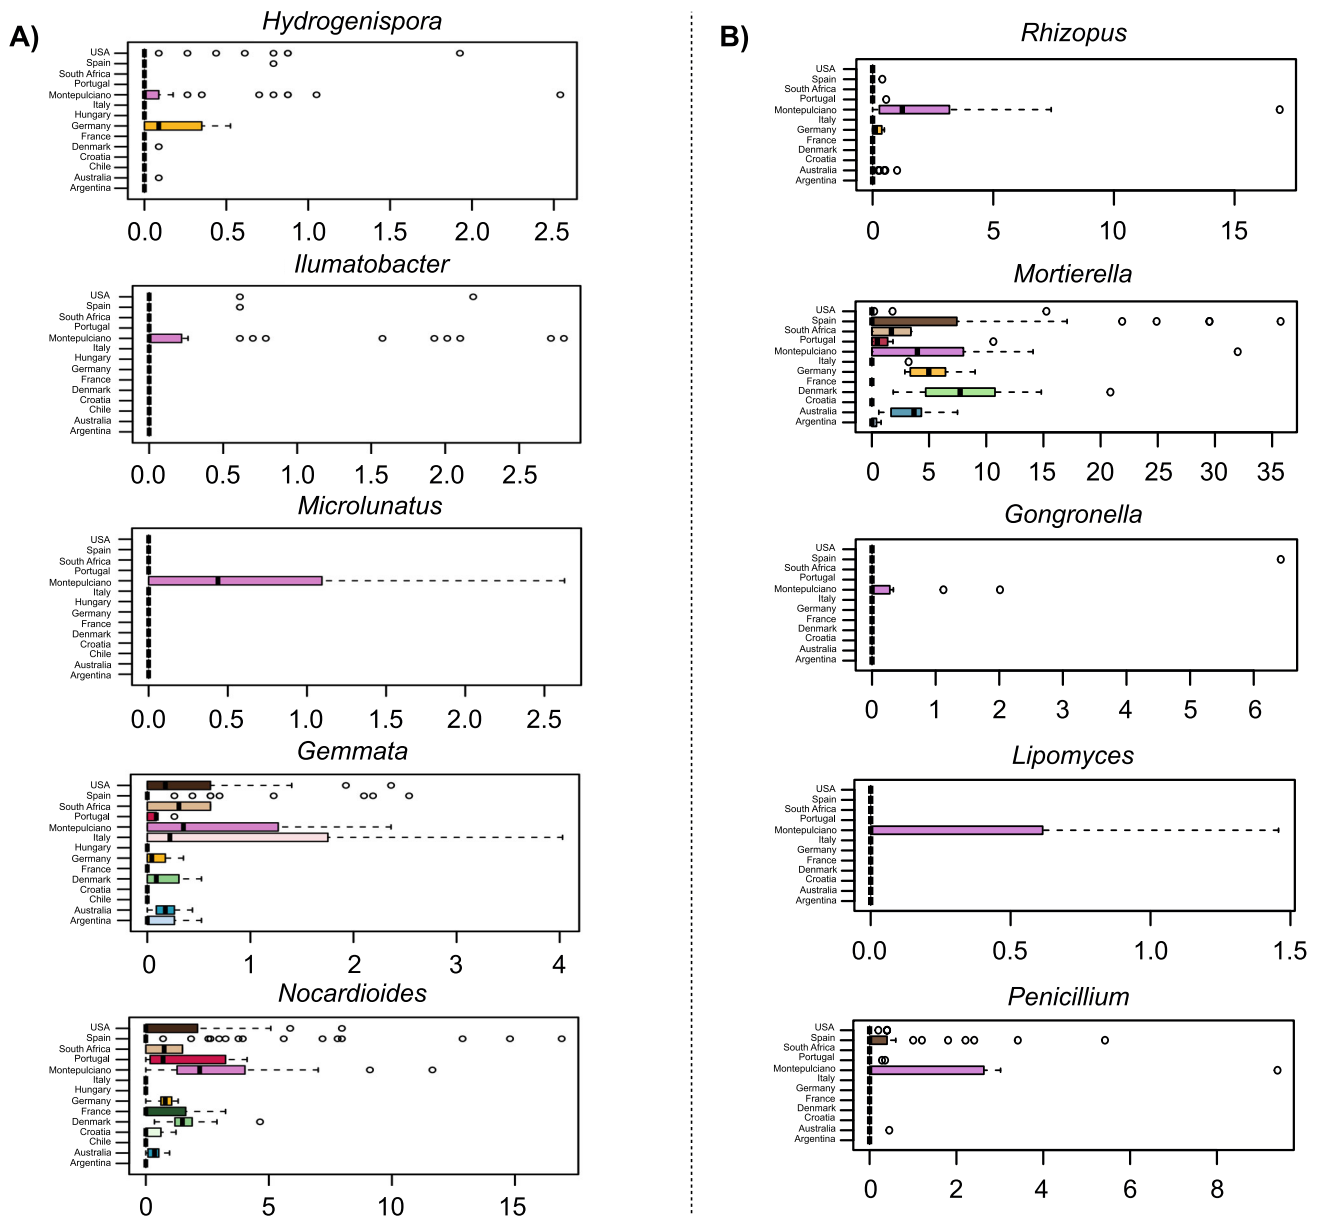 A)
Hydrogenispora
USA
Spain
South Africa
Portugal
Montepulciano
Italy
Hungary
Germany
France
Denmark
Croatia
Chile
Australia
Argentina
0.0 0.5 1.0 1.5 2.0 2.5
Ilumatobacter
USA
Spain
South Africa
Portugal
Montepulciano
Italy
Hungary
Germany
France
Denmark
Croatia
Chile
Australia
Argentina
0.0 0.5 1.0 1.5 2.0 2.5
Microlunatus
USA
Spain
South Africa
Portugal
Montepulciano
Italy
Hungary
Germany
France
Denmark
Croatia
Chile
Australia
Argentina
0.0 0.5 1.0 1.5 2.0 2.5
Gemmata
USA
Spain
South Africa
Portugal
Montepulciano
Italy
Hungary
Germany
France
Denmark
Croatia
Chile
Australia
Argentina
0 1 2 3 4
Nocardioides
USA
Spain
South Africa
Portugal
Montepulciano
Italy
Hungary
Germany
France
Denmark
Croatia
Chile
Australia
Argentina
0 5 10 15
B)
Rhizopus
USA
Spain
South Africa
Portugal
Montepulciano
Italy
Germany
France
Denmark
Croatia
Australia
Argentina
0 5 10 15
Mortierella
USA
Spain
South Africa
Portugal
Montepulciano
Italy
Germany
France
Denmark
Croatia
Australia
Argentina
0 5 10 15 20 25 30 35
Gongronella
USA
Spain
South Africa
Portugal
Montepulciano
Italy
Germany
France
Denmark
Croatia
Australia
Argentina
0 1 2 3 4 5 6
Lipomyces
USA
Spain
South Africa
Portugal
Montepulciano
Italy
Germany
France
Denmark
Croatia
Australia
Argentina
0.0 0.5 1.0 1.5
Penicillium
USA
Spain
South Africa
Portugal
Montepulciano
Italy
Germany
France
Denmark
Croatia
Australia
Argentina
0 2 4 6 8